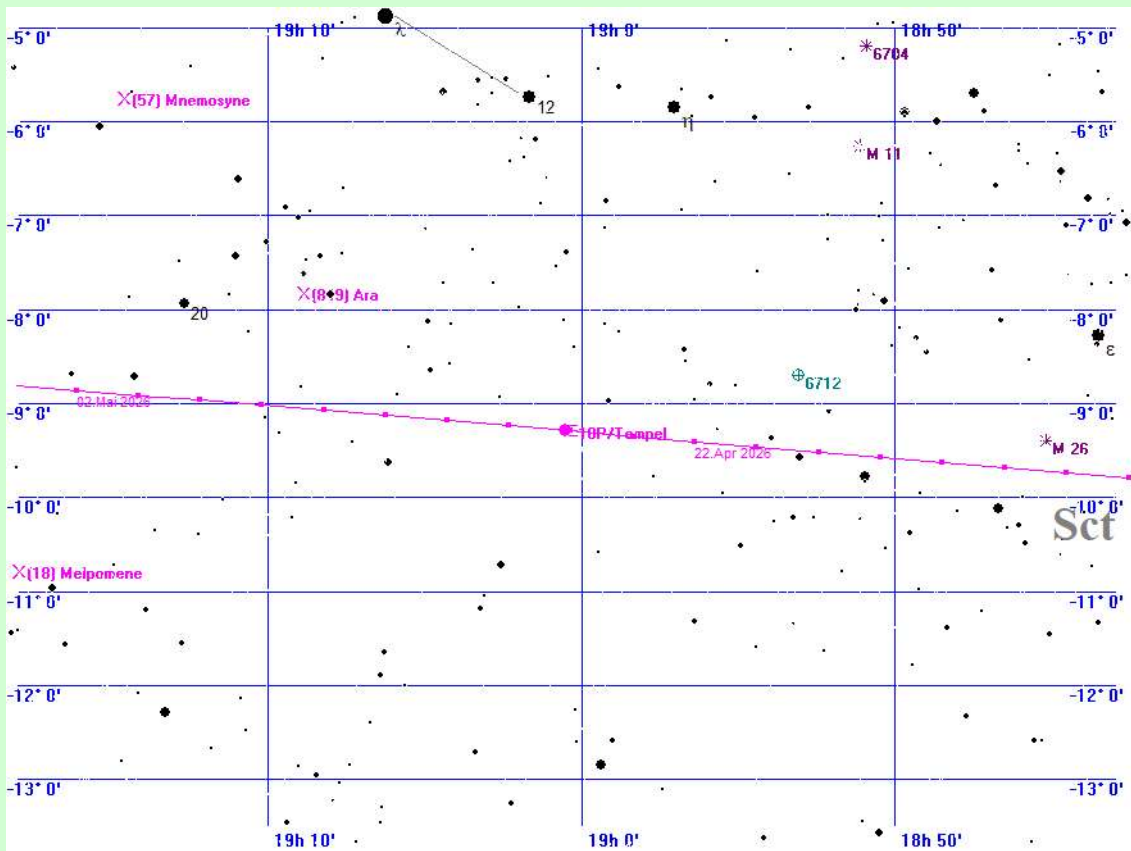 -5° 0' 19h 10' 19h 0' 18h 50' -5° 0'
λ
6704
(57) Mnemosyne
12
η
-6° 0' -6° 0'
M 11
-7° 0' -7° 0'
(849) Ara
20
-8° 0' -8° 0'
ε
6712
02.Mai 2026
-9° 0' -9° 0'
10P/Tempel
22.Apr 2026
M 26
-10° 0' -10° 0'
Sct
(18) Melpomene
-11° 0' -11° 0'
-12° 0' -12° 0'
-13° 0' -13° 0'
19h 10' 19h 0' 18h 50'